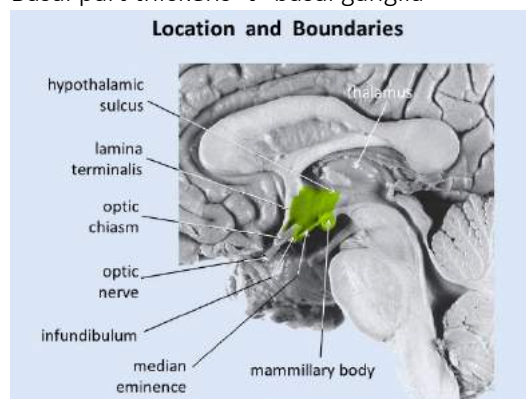 Location and Boundaries
hypothalamic
sulcus
thalamus
lamina
terminalis
optic
chiasm
optic
nerve
infundibulum
median
eminence
mammillary body